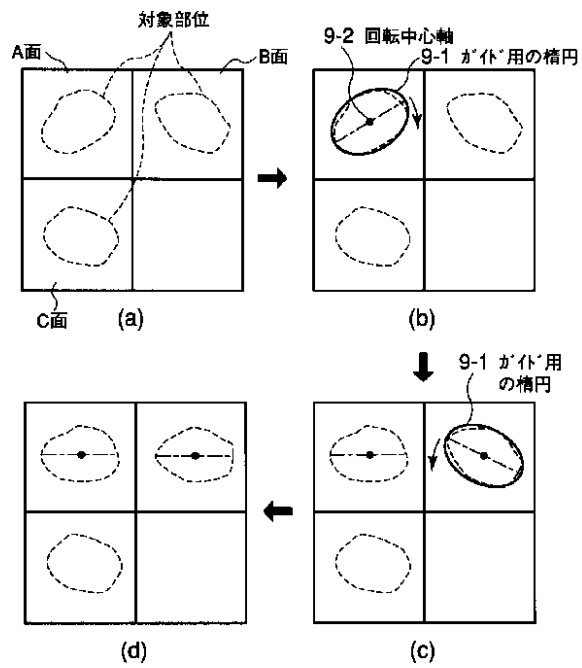 対象部位
A面
B面
C面
(a)
9-2 回転中心軸
9-1 ガイド用の楕円
(b)
9-1 ガイド用
の楕円
(d)
(c)